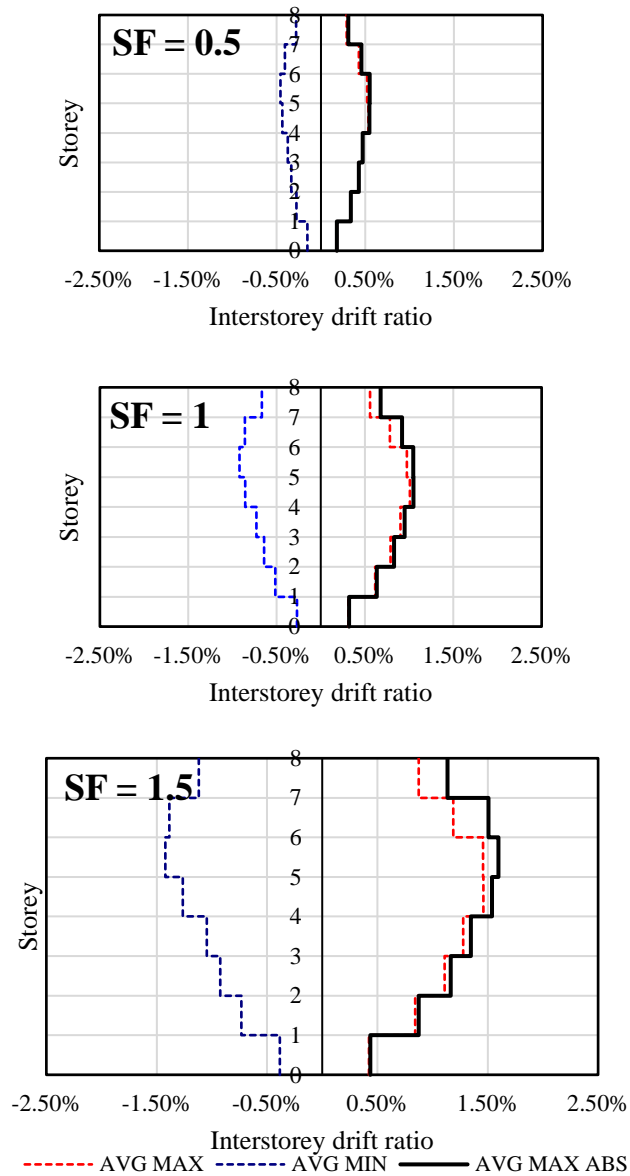 8
SF = 0.5
7
6
5
Storey
4
3
2
1
0
-2.50% -1.50% -0.50% 0.50% 1.50% 2.50%
Interstorey drift ratio
8
SF = 1
7
6
5
Storey
4
3
2
1
0
-2.50% -1.50% -0.50% 0.50% 1.50% 2.50%
Interstorey drift ratio
8
SF = 1.5
7
6
5
Storey
4
3
2
1
0
-2.50% -1.50% -0.50% 0.50% 1.50% 2.50%
Interstorey drift ratio
AVG MAX AVG MIN AVG MAX ABS